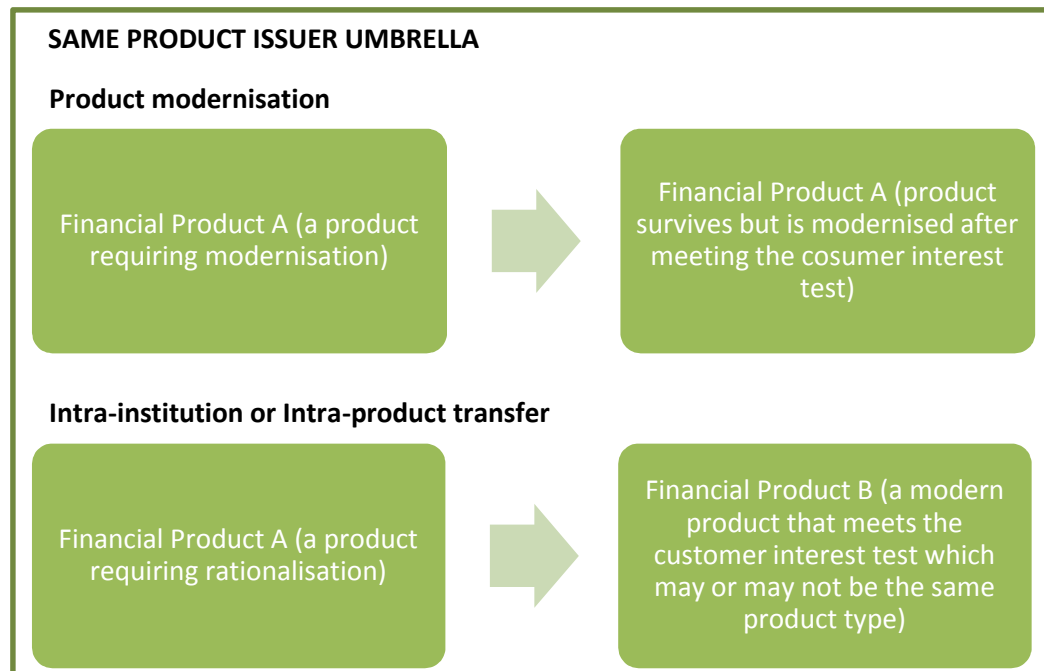 SAME PRODUCT ISSUER UMBRELLA
Product modernisation
Financial Product A (a product
requiring modernisation)
Financial Product A (product
survives but is modernised after
meeting the cosumer interest
test)
Intra-institution or Intra-product transfer
Financial Product A (a product
requiring rationalisation)
Financial Product B (a modern
product that meets the
customer interest test which
may or may not be the same
product type)